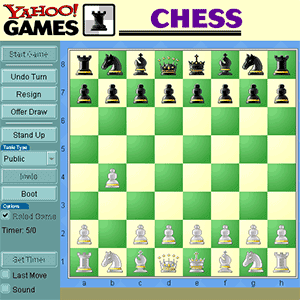 YAHOO!
GAMES
CHESS
Start Game
Undo Turn
Resign
Offer Draw
Stand Up
Table Type
Public
Invite
Boot
Options
Rated Game
Timer: 5/0
Set Timer
Last Move
Sound
8
7
6
5
4
3
2
1
a b c d e f g h